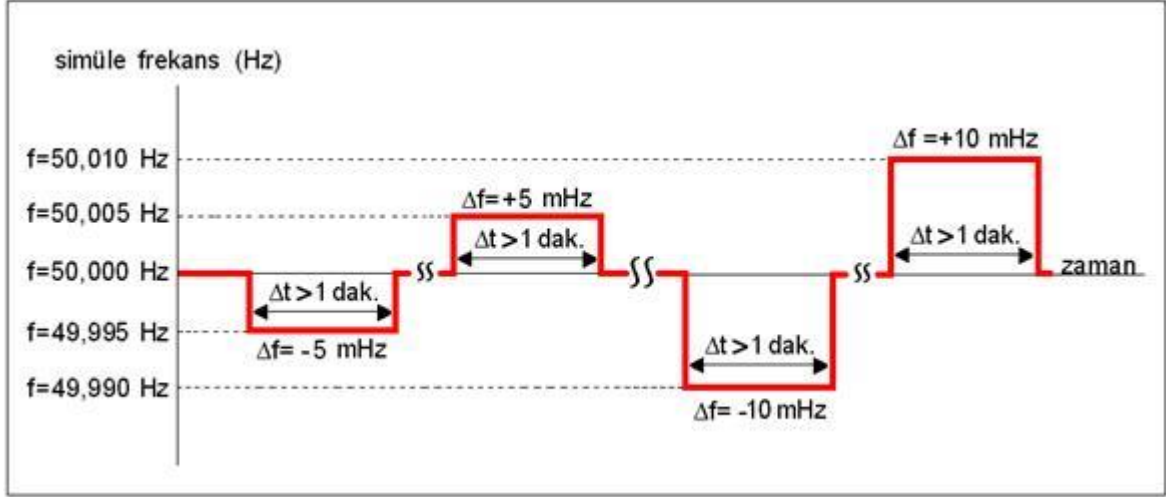 simüle frekans (Hz)
f=50,010 Hz
Δf =+10 mHz
f=50,005 Hz
Δf=+5 mHz
Δt>1 dak.
Δt>1 dak.
f=50,000 Hz
zaman
Δt>1 dak.
f=49,995 Hz
Δf= -5 mHz
Δt>1 dak.
f=49,990 Hz
Δf= -10 mHz